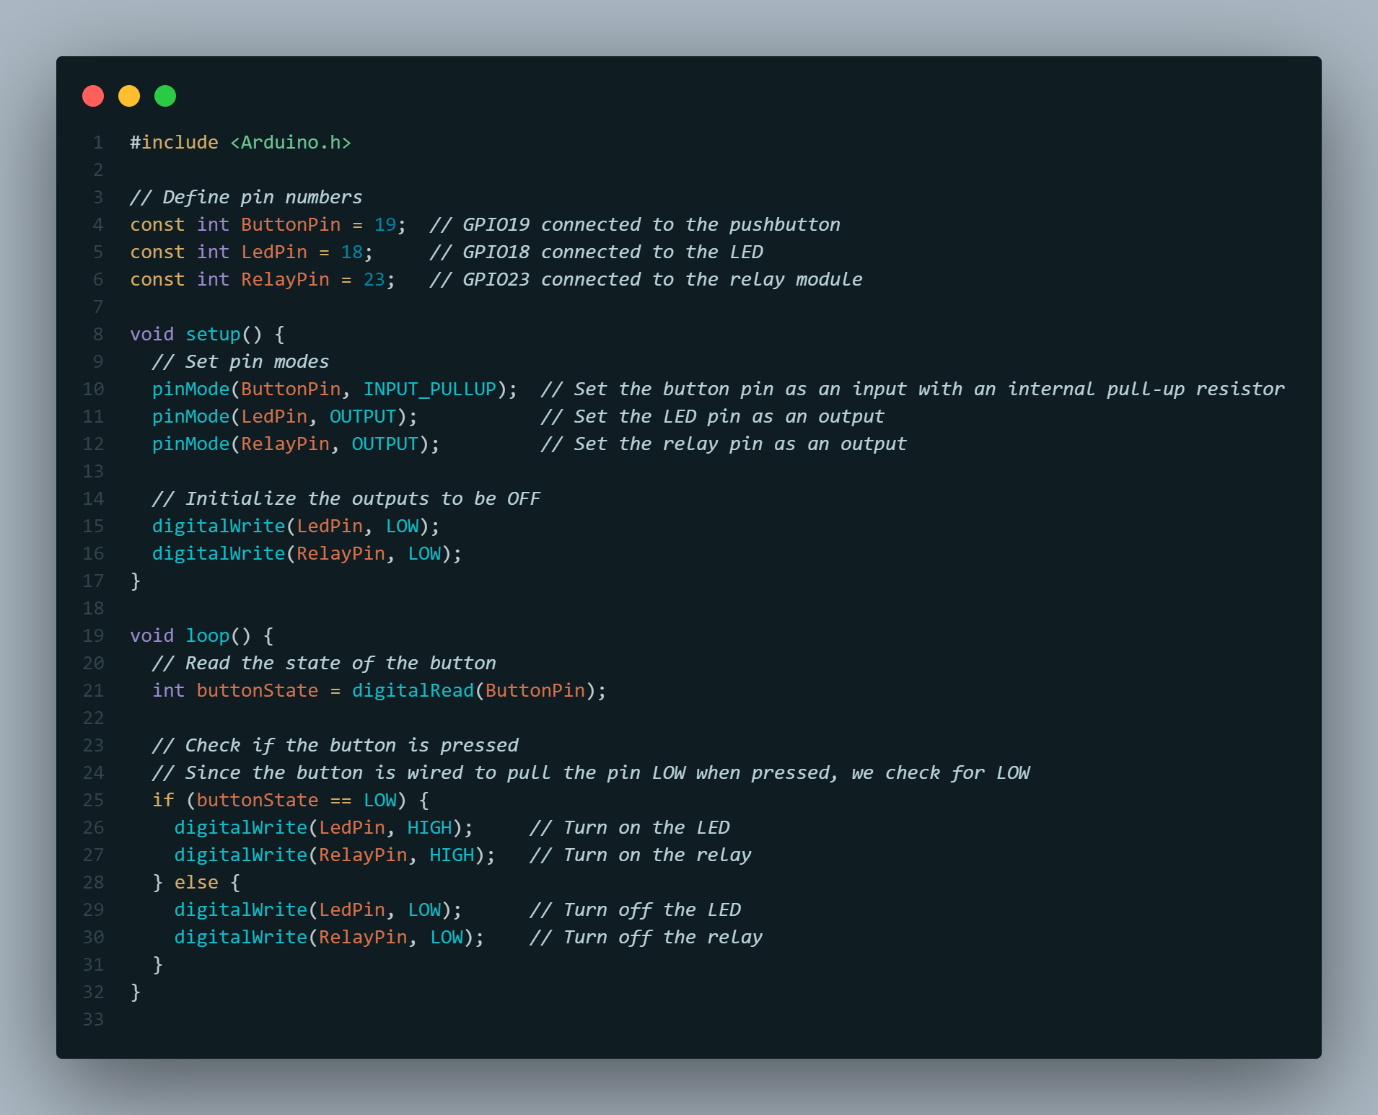 1 #include <Arduino.h>
2
3 // Define pin numbers
4 const int ButtonPin = 19;  // GPIO19 connected to the pushbutton
5 const int LedPin = 18;     // GPIO18 connected to the LED
6 const int RelayPin = 23;   // GPIO23 connected to the relay module
7
8 void setup() {
9   // Set pin modes
10   pinMode(ButtonPin, INPUT_PULLUP);  // Set the button pin as an input with an internal pull-up resistor
11   pinMode(LedPin, OUTPUT);           // Set the LED pin as an output
12   pinMode(RelayPin, OUTPUT);         // Set the relay pin as an output
13
14   // Initialize the outputs to be OFF
15   digitalWrite(LedPin, LOW);
16   digitalWrite(RelayPin, LOW);
17 }
18
19 void loop() {
20   // Read the state of the button
21   int buttonState = digitalRead(ButtonPin);
22
23   // Check if the button is pressed
24   // Since the button is wired to pull the pin LOW when pressed, we check for LOW
25   if (buttonState == LOW) {
26     digitalWrite(LedPin, HIGH);     // Turn on the LED
27     digitalWrite(RelayPin, HIGH);   // Turn on the relay
28   } else {
29     digitalWrite(LedPin, LOW);      // Turn off the LED
30     digitalWrite(RelayPin, LOW);    // Turn off the relay
31   }
32 }
33